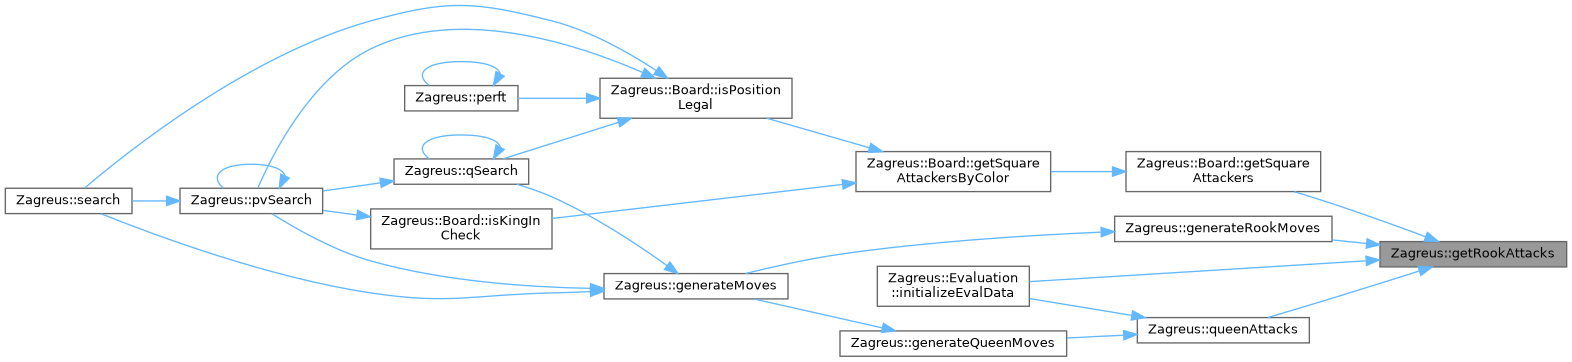 Zagreus::search
Zagreus::pvSearch
Zagreus::perft
Zagreus::qSearch
Zagreus::Board::isKingIn
Check
Zagreus::Board::isPosition
Legal
Zagreus::generateMoves
Zagreus::Board::getSquare
AttackersByColor
Zagreus::Evaluation
::initializeEvalData
Zagreus::generateQueenMoves
Zagreus::Board::getSquare
Attackers
Zagreus::generateRookMoves
Zagreus::queenAttacks
Zagreus::getRookAttacks